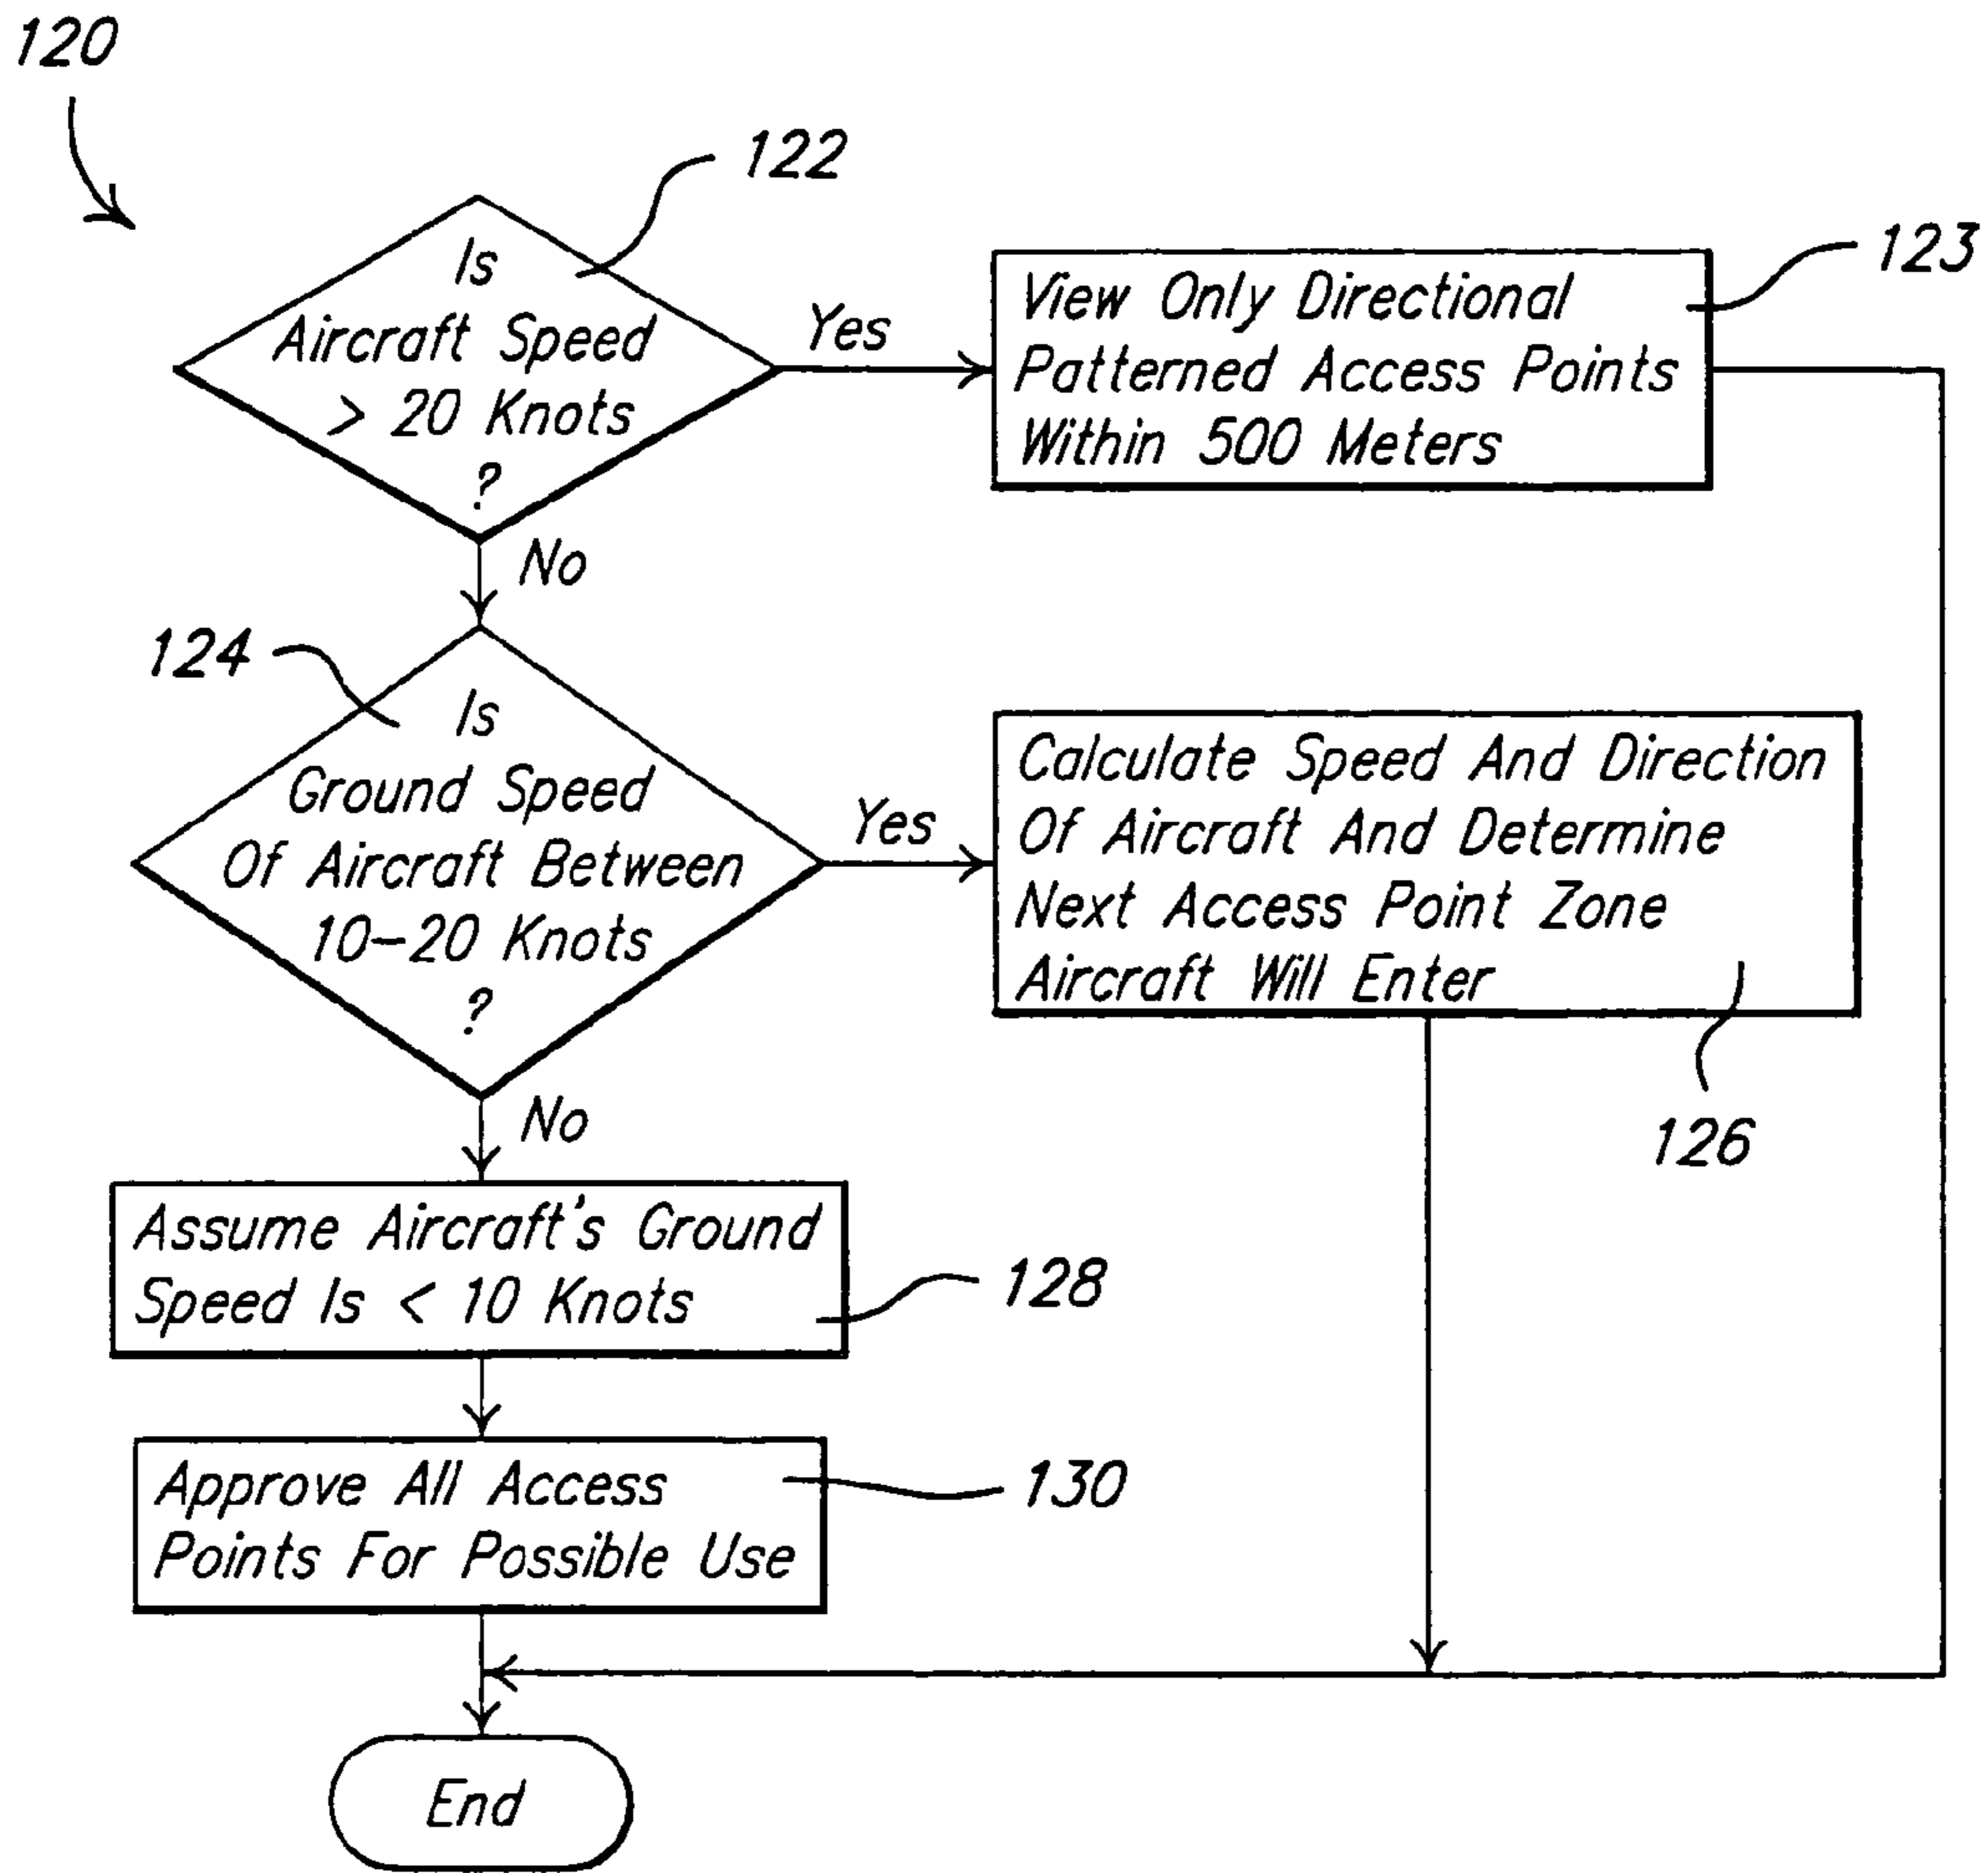 120
122
Is
Aircraft Speed
> 20 Knots
?
Yes
View Only Directional
Patterned Access Points
Within 500 Meters
123
No
124
Is
Ground Speed
Of Aircraft Between
10-20 Knots
?
Yes
Calculate Speed And Direction
Of Aircraft And Determine
Next Access Point Zone
Aircraft Will Enter
126
No
Assume Aircraft's Ground
Speed Is < 10 Knots
128
Approve All Access
Points For Possible Use
130
End